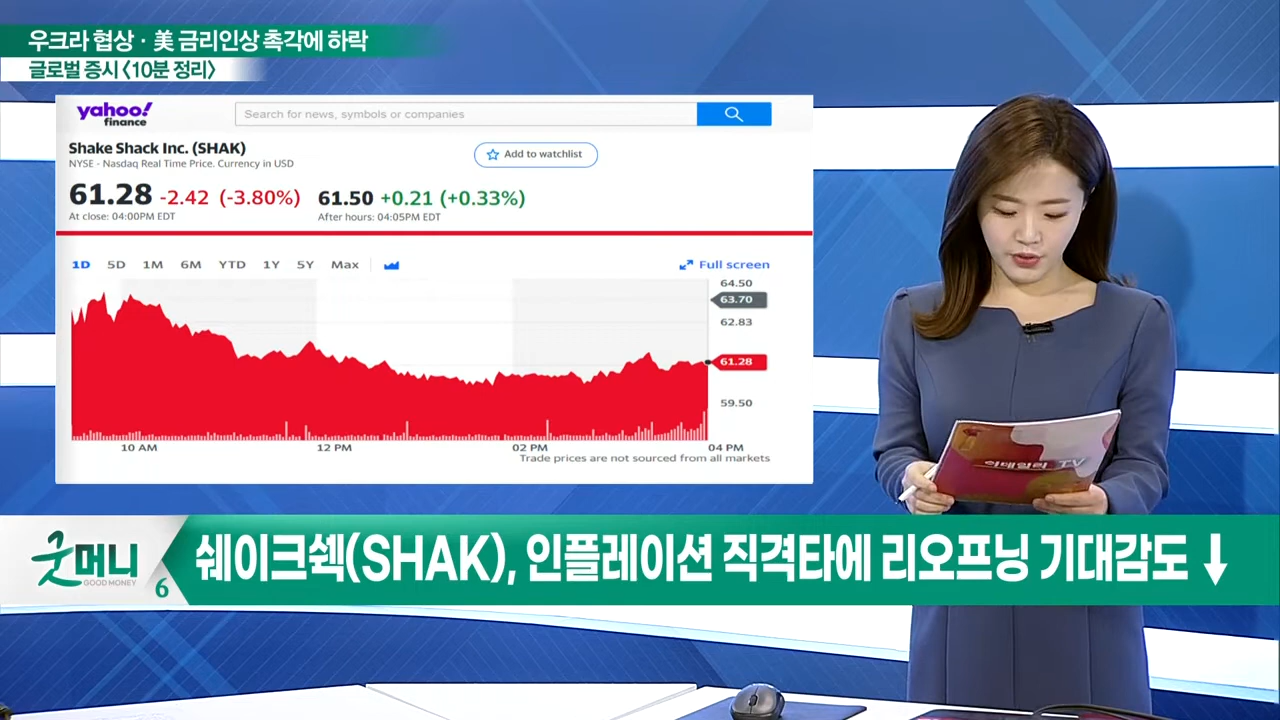 우크라 협상 · 美 금리인상 촉각에 하락
글로벌 증시 <10분 정리>
yahoo!
finance
Search for news, symbols or companies
Shake Shack Inc. (SHAK)
NYSE - Nasdaq Real Time Price. Currency in USD
Add to watchlist
61.28 -2.42 (-3.80%) 61.50 +0.21 (+0.33%)
At close: 04:00PM EDT After hours: 04:05PM EDT
1D 5D 1M 6M YTD 1Y 5Y Max Full screen
64.50
63.70
62.83
61.28
59.50
10 AM 12 PM 02 PM 04 PM
Trade prices are not sourced from all markets
이데일리 TV
굿머니
GOOD MONEY
6
쉐이크쉑(SHAK), 인플레이션 직격타에 리오프닝 기대감도 ↓